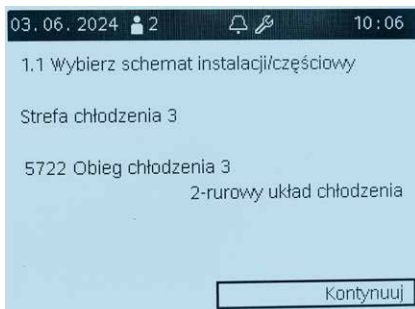 03.06.2024 2 10:06
1.1 Wybierz schemat instalacji/częściowy
Strefa chłodzenia 3
5722 Obieg chłodzenia 3
2-rurowy układ chłodzenia
Kontynuuj